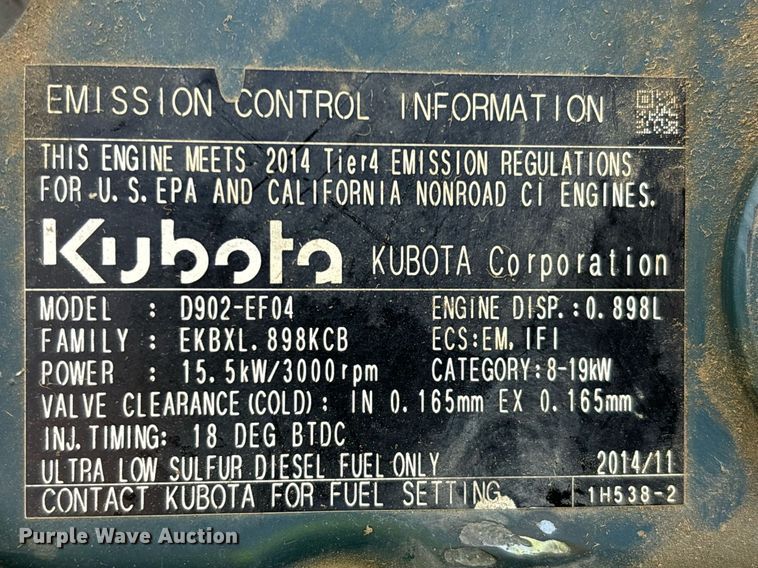 EMISSION CONTROL INFORMATION
THIS ENGINE MEETS 2014 Tier4 EMISSION REGULATIONS
FOR U.S. EPA AND CALIFORNIA NONROAD CI ENGINES.
Kubota KUBOTA Corporation
MODEL : D902-EF04 ENGINE DISP.:0.898L
FAMILY : EKBXL.898KCB ECS:EM, IFI
POWER : 15.5kW/3000rpm CATEGORY:8-19kW
VALVE CLEARANCE(COLD): IN 0.165mm EX 0.165mm
INJ.TIMING: 18 DEG BTDC
ULTRA LOW SULFUR DIESEL FUEL ONLY 2014/11
CONTACT KUBOTA FOR FUEL SETTING 1H538-2
Purple Wave Auction